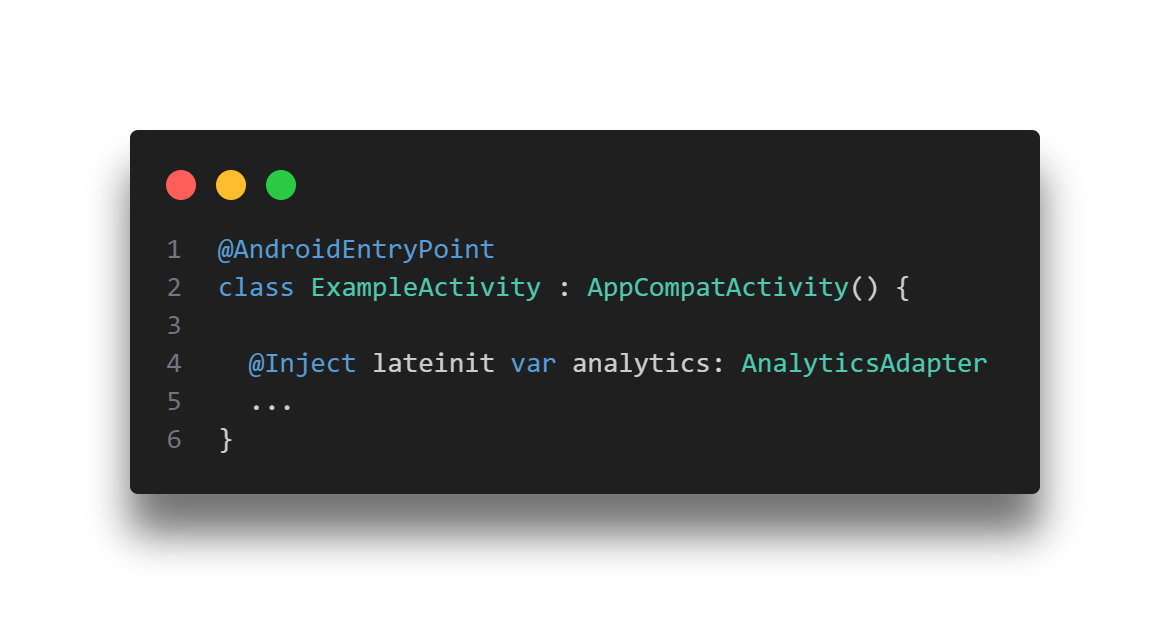 1 @AndroidEntryPoint
2 class ExampleActivity : AppCompatActivity() {
3
4   @Inject lateinit var analytics: AnalyticsAdapter
5   ...
6 }